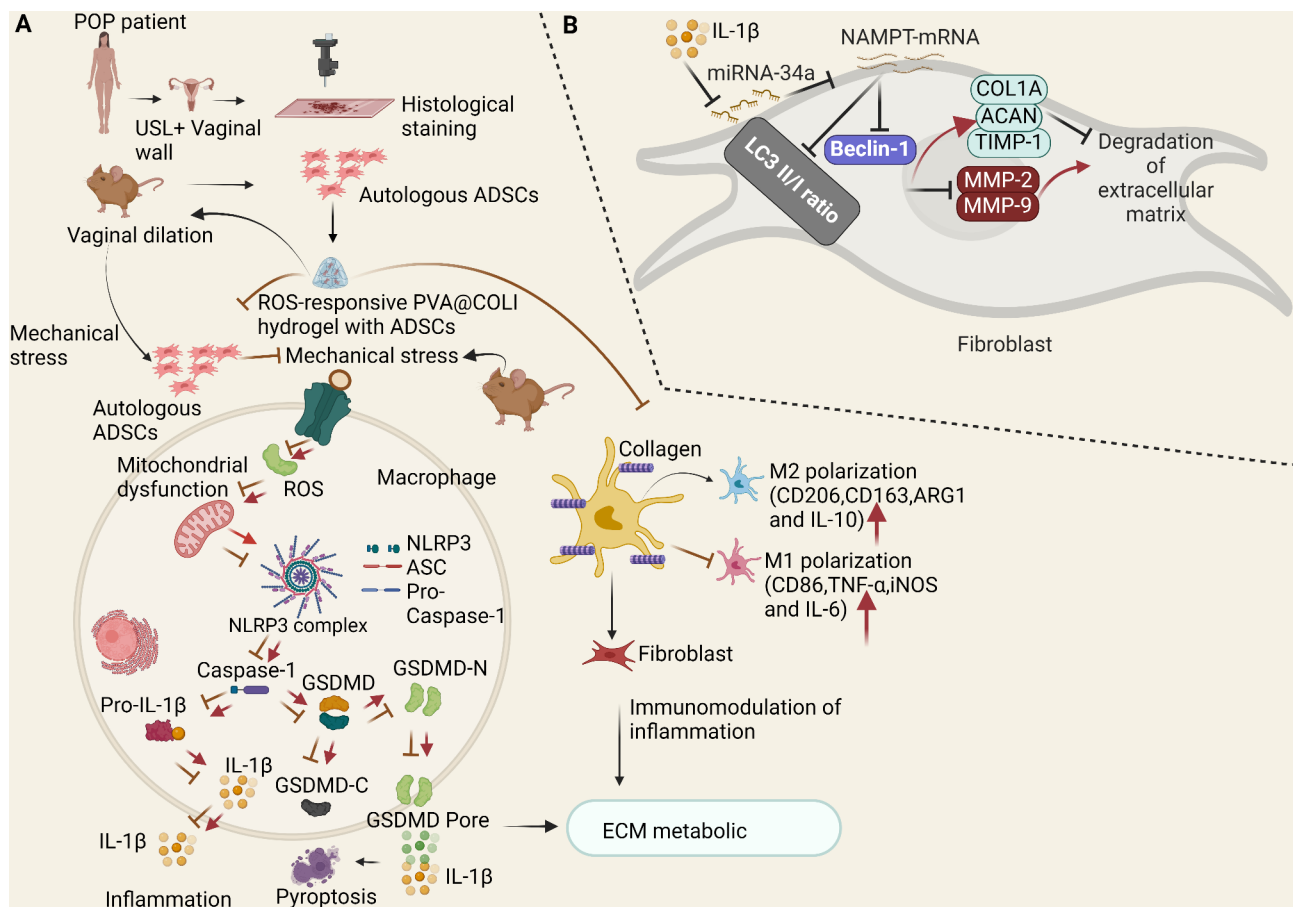 A
POP patient
USL+ Vaginal
wall
Histological
staining
Autologous ADSCs
Vaginal dilation
ROS-responsive PVA@COLI
hydrogel with ADSCs
Mechanical
stress
Mechanical stress
Autologous
ADSCs
Mitochondrial
dysfunction
ROS
Macrophage
NLRP3
ASC
Pro-
Caspase-1
NLRP3 complex
Caspase-1
GSDMD
GSDMD-N
Pro-IL-1β
IL-1β
GSDMD-C
GSDMD Pore
IL-1β
IL-1β
Inflammation
Pyroptosis
Collagen
M2 polarization
(CD206,CD163,ARG1
and IL-10)
M1 polarization
(CD86,TNF-α,iNOS
and IL-6)
Fibroblast
Immunomodulation of
inflammation
ECM metabolic
B
IL-1β
miRNA-34a
NAMPT-mRNA
LC3 II/I ratio
Beclin-1
COL1A
ACAN
TIMP-1
MMP-2
MMP-9
Degradation
of
extracellular
matrix
Fibroblast